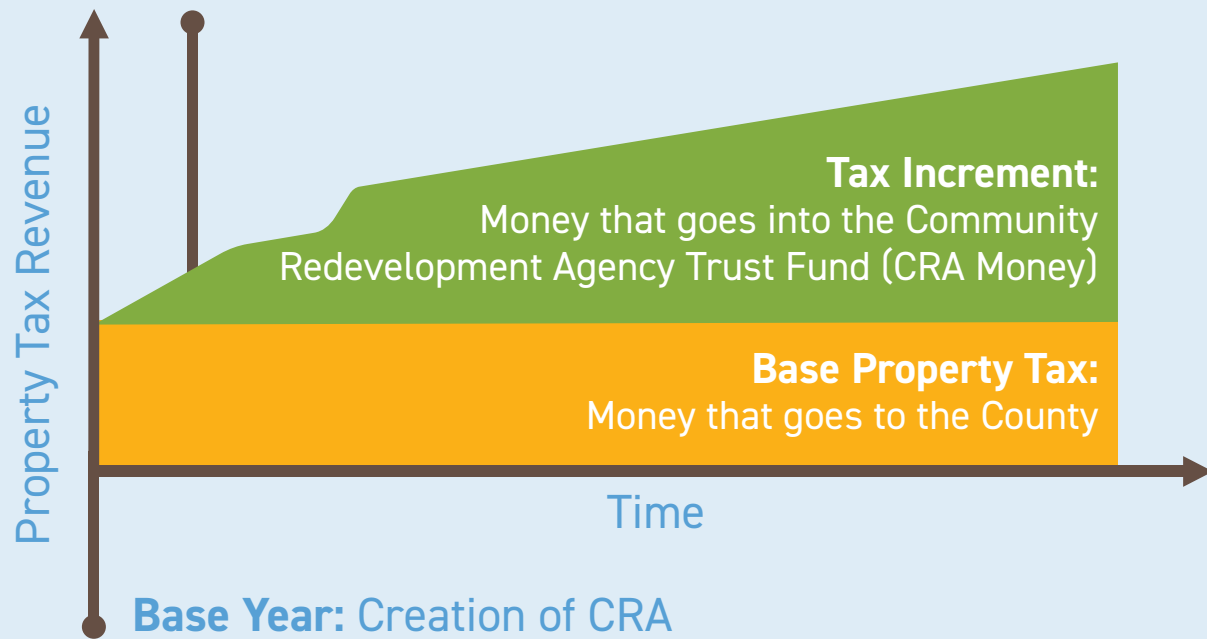 Property Tax Revenue
Tax Increment:
Money that goes into the Community
Redevelopment Agency Trust Fund (CRA Money)
Base Property Tax:
Money that goes to the County
Time
Base Year: Creation of CRA